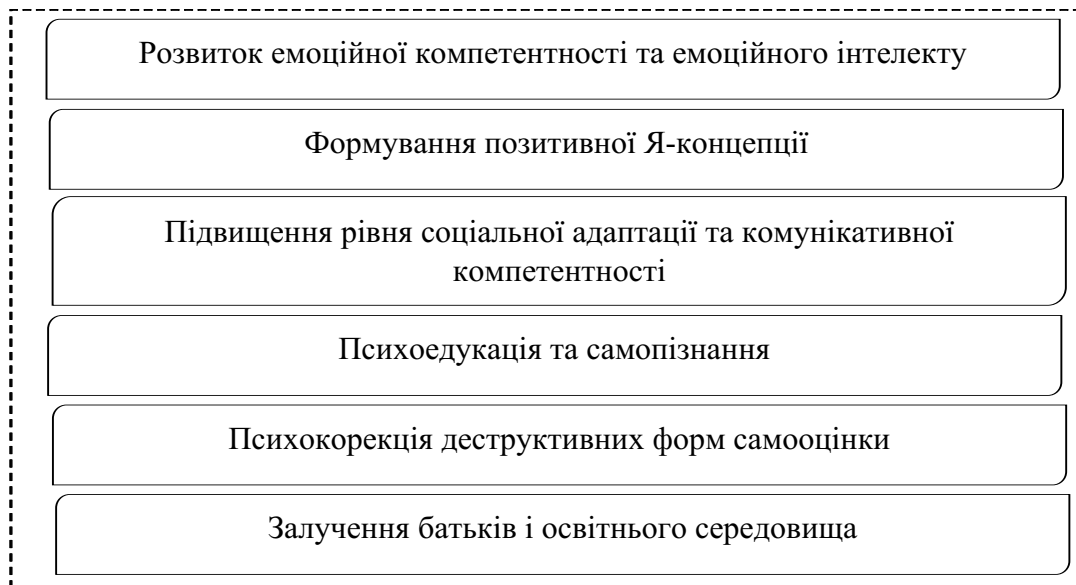 Розвиток емоційної компетентності та емоційного інтелекту
Формування позитивної Я-концепції
Підвищення рівня соціальної адаптації та комунікативної
компетентності
Психоедукація та самопізнання
Психокорекція деструктивних форм самооцінки
Залучення батьків і освітнього середовища